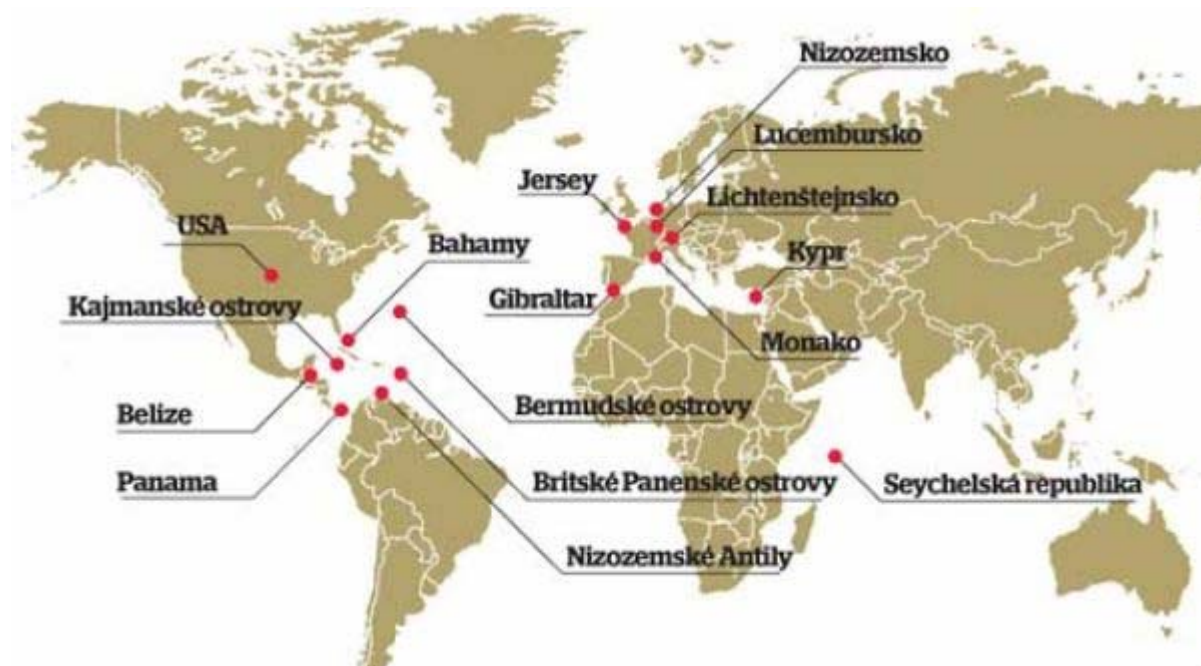 Nizozemsko
Lucembursko
Jersey
Lichtenštejnsko
USA
Bahamy
Kypr
Kajmanské ostrovy
Gibraltar
Monako
Belize
Bermudské ostrovy
Panama
Britské Panenské ostrovy
Seychelská republika
Nizozemské Antily